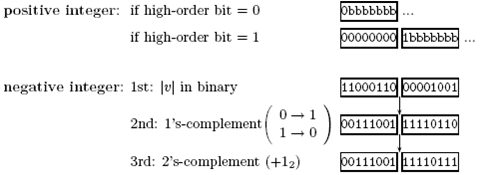 positive integer: if high-order bit = 0 0bbbbbbb ...
if high-order bit = 1 00000000 1bbbbbbb ...
negative integer: 1st: |v| in binary 11000110 00001001
2nd: 1's-complement ( 0 → 1 1 → 0 ) 00111001 11110110
3rd: 2's-complement (+1₂) 00111001 11110111